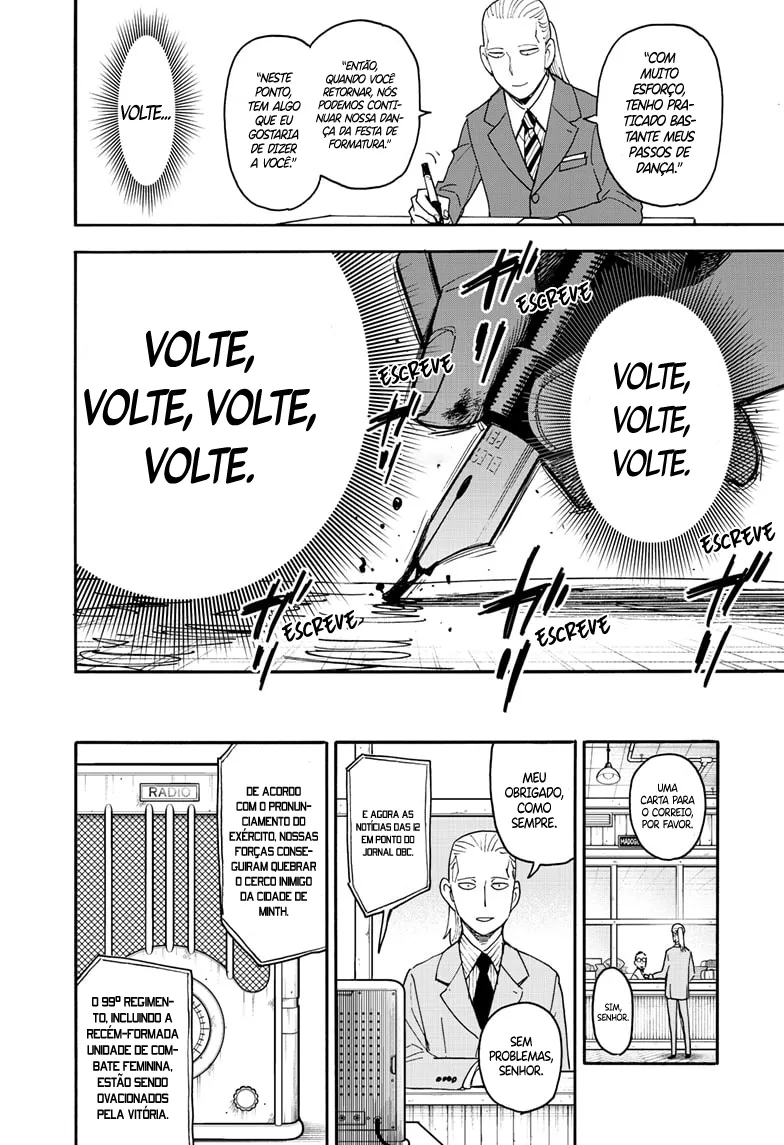 "COM
MUITO
ESFORÇO,
TENHO PRA-
TICADO BAS-
TANTE MEUS
PASSOS DE
DANÇA."
"ENTÃO,
QUANDO VOCÊ
RETORNAR, NÓS
PODEMOS CONTI-
NUAR NOSSA DAN-
ÇA DA FESTA DE
FORMATURA."
"NESTE
PONTO,
TEM ALGO
QUE EU
GOSTARIA
DE DIZER
A VOCÊ."
VOLTE...
ESCREVE
VOLTE,
VOLTE,
VOLTE.
ESCREVE
ESCREVE
VOLTE,
VOLTE, VOLTE,
VOLTE.
ESCREVE
ESCREVE
UMA
CARTA PARA
O CORREIO,
POR FAVOR.
SIM,
SENHOR.
MEU
OBRIGADO,
COMO
SEMPRE.
E AGORA AS
NOTÍCIAS DAS 12
EM PONTO DO
JORNAL OBC.
SEM
PROBLEMAS,
SENHOR.
DE ACORDO
COM O PRONUN-
CIAMENTO DO
EXÉRCITO, NOSSAS
FORÇAS CONSE-
GUIRAM QUEBRAR
O CERCO INIMIGO
DA CIDADE DE
MINTH.
RADIO
O 99º REGIMEN-
TO, INCLUINDO A
RECÉM-FORMADA
UNIDADE DE COM-
BATE FEMININA,
ESTÃO SENDO
OVACIONADOS
PELA VITÓRIA.